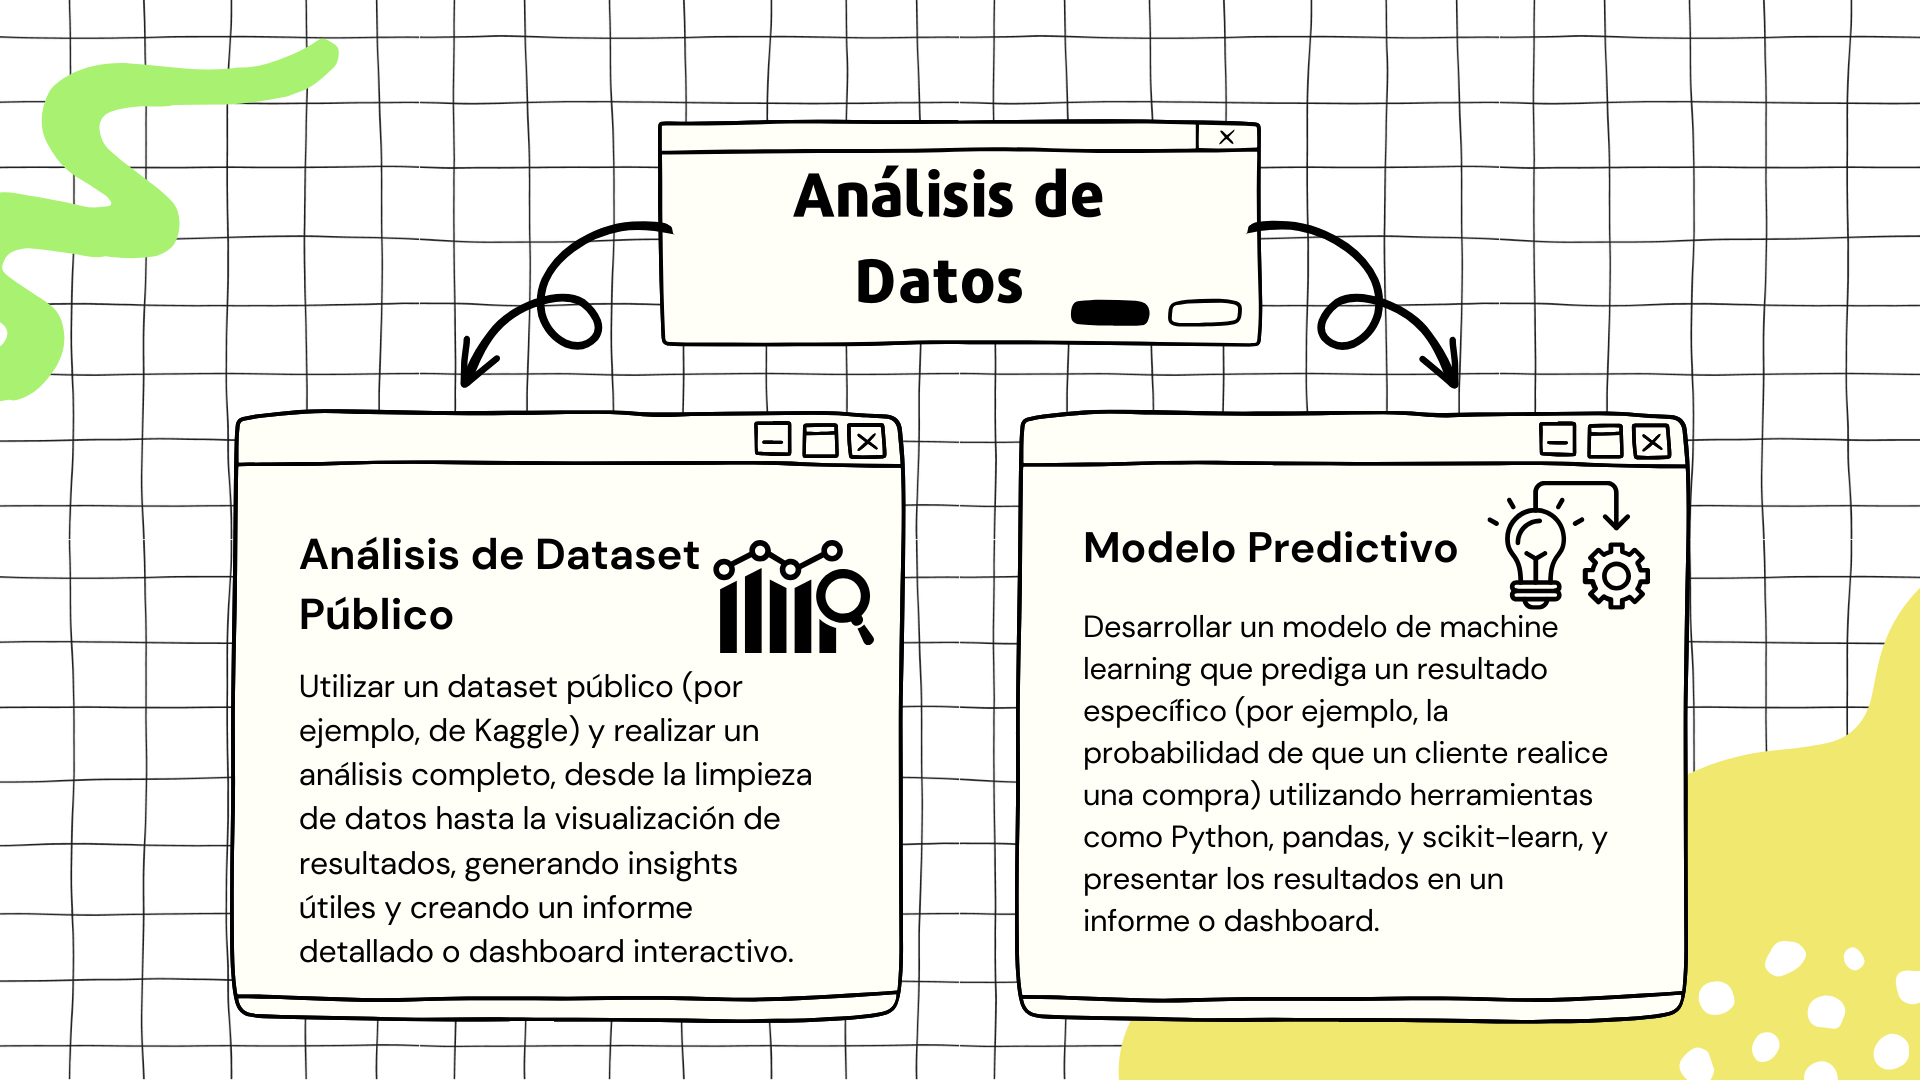 Análisis de
Datos
Análisis de Dataset
Público
Utilizar un dataset público (por
ejemplo, de Kaggle) y realizar un
análisis completo, desde la limpieza
de datos hasta la visualización de
resultados, generando insights
útiles y creando un informe
detallado o dashboard interactivo.
Modelo Predictivo
Desarrollar un modelo de machine
learning que prediga un resultado
específico (por ejemplo, la
probabilidad de que un cliente realice
una compra) utilizando herramientas
como Python, pandas, y scikit-learn, y
presentar los resultados en un
informe o dashboard.